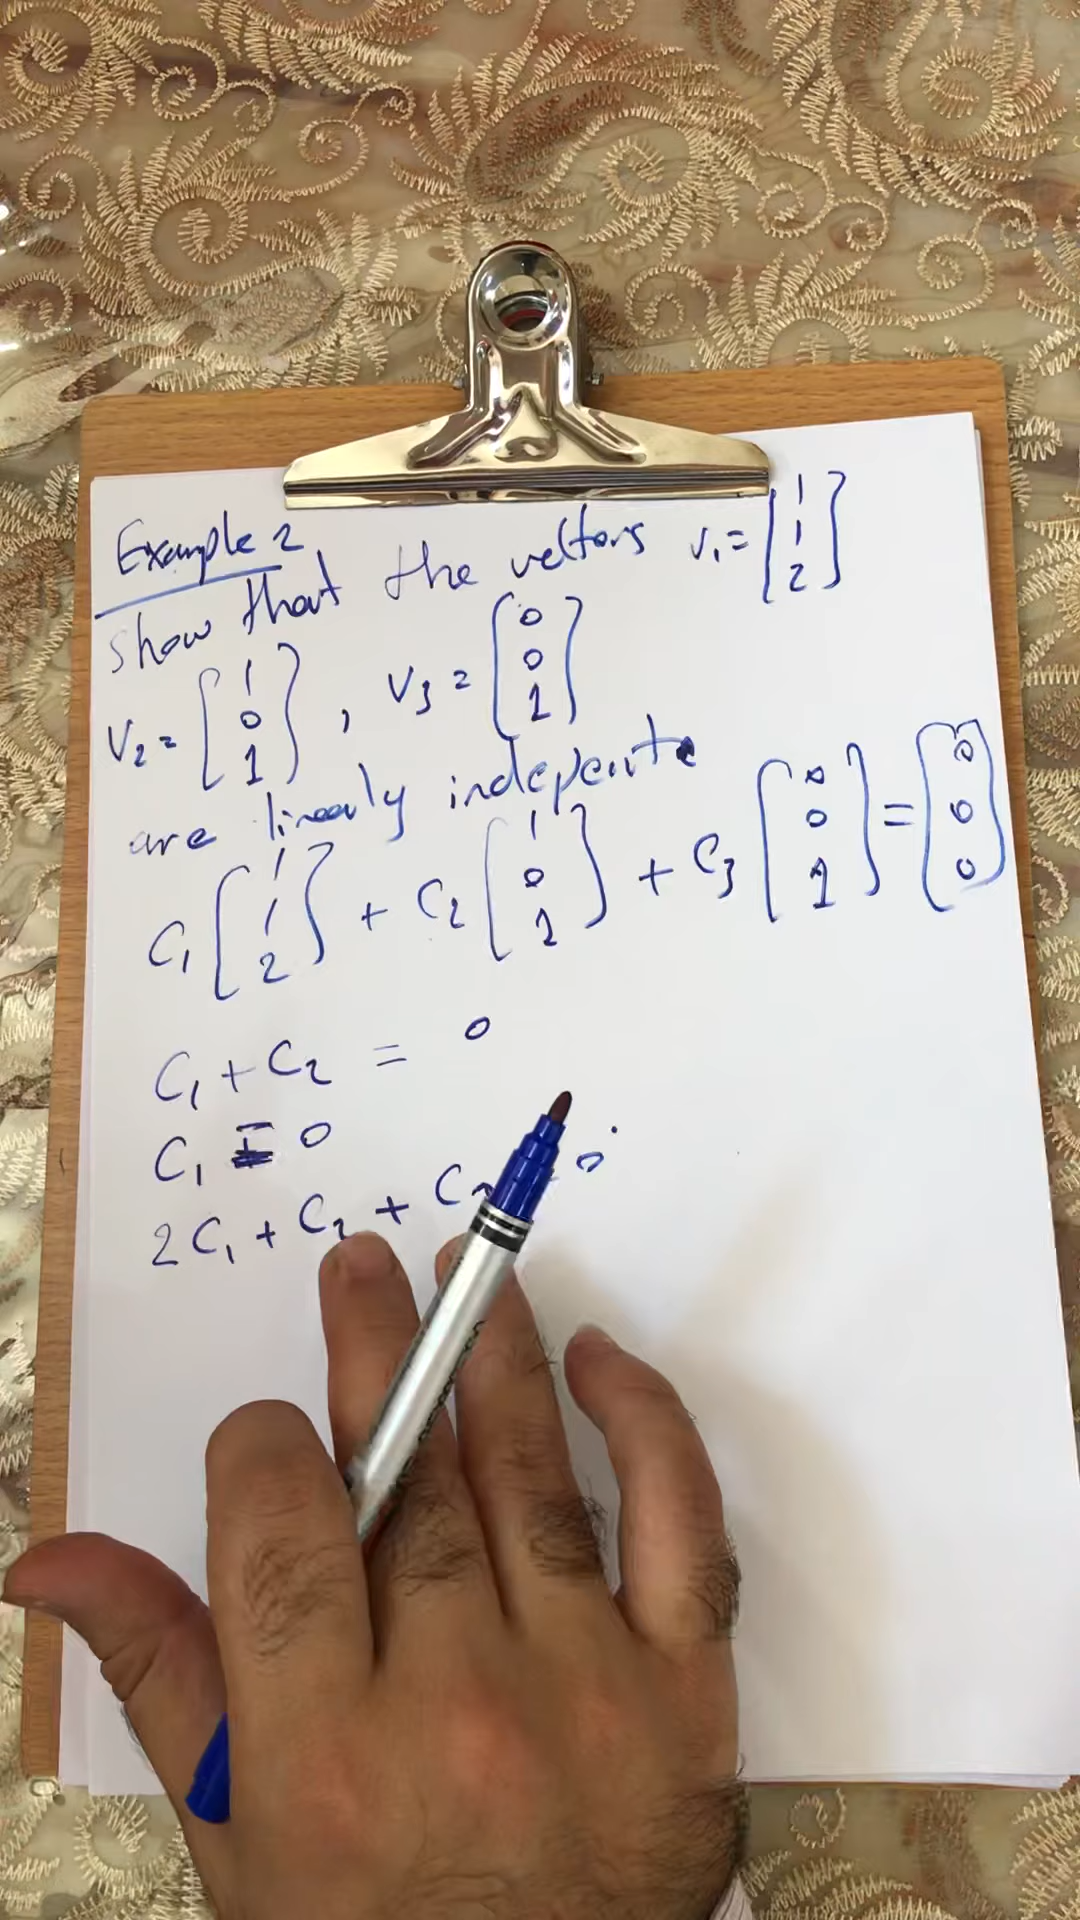 Example 2
show that the vectors v₁ = [1 1 2]
v₂ = [1 0 1] , v₃ = [0 0 1]
are linearly indepente
C₁ [1 1 2] + C₂ [1 0 1] + C₃ [0 0 1] = [0 0 0]
C₁ + C₂ = 0
C₁ = 0
2C₁ + C₂ + C 0